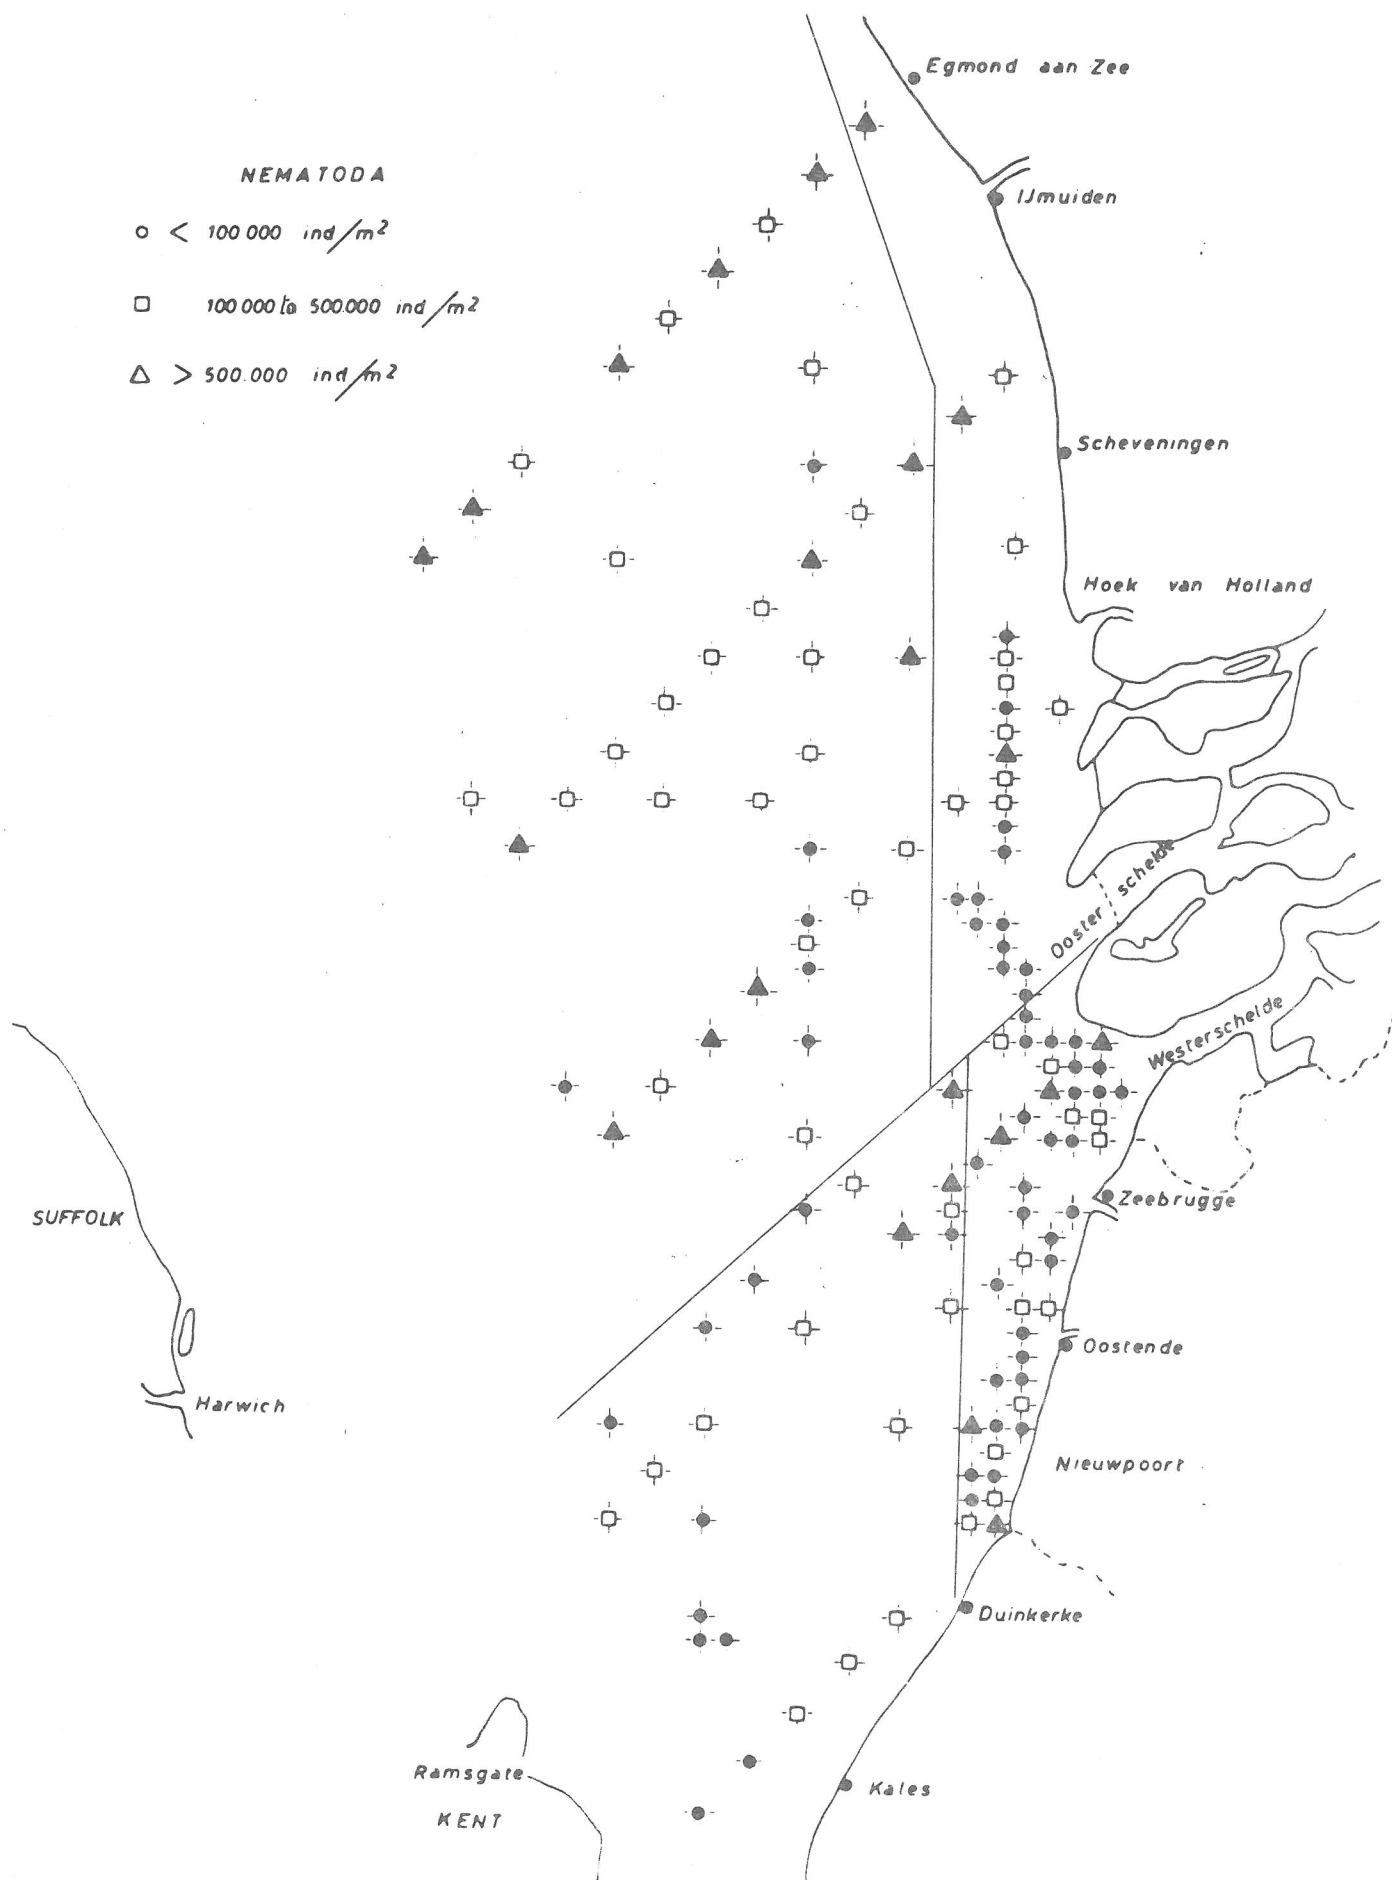 Egmond aan Zee
NEMATODA
IJmuiden
< 100 000 ind/m2
100 000 to 500.000 ind/m2
> 500.000 ind/m2
Scheveningen
Hoek van Holland
Ooster schelde
Westerschelde
Zeebrugge
SUFFOLK
Oostende
Harwich
Nieuwpoort
Duinkerke
Ramsgate
Kales
KENT